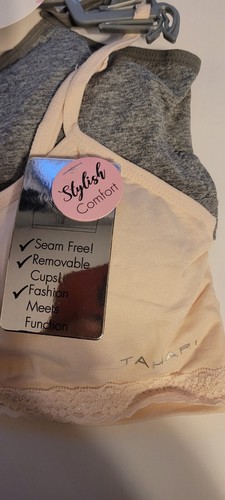 Stylish
Comfort
✓Seam Free!
✓Removable
Cups!
✓Fashion
Meets
Function
TAHARI